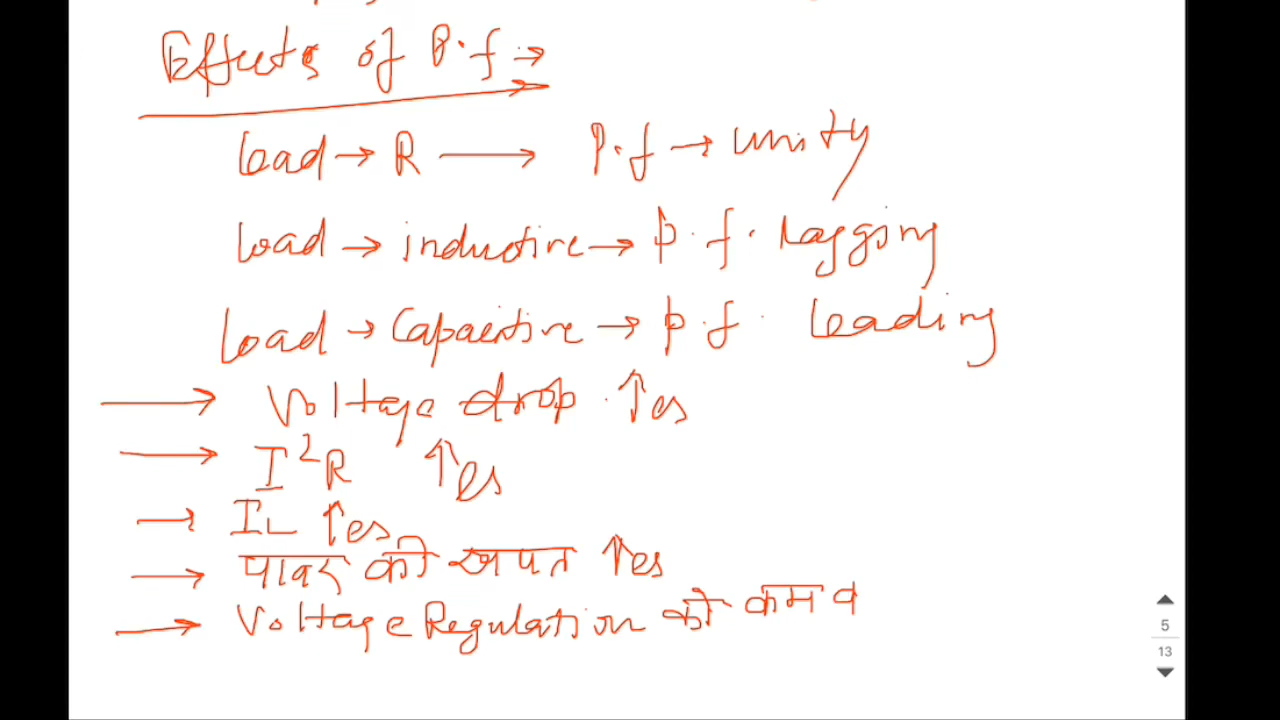 Effects of P.f →
Load → R → P.f → unity
Load → inductive → p.f. lagging
Load → Capacitive → p.f. leading
→ Voltage drop ↑es
→ I²R ↑es
→ IL ↑es
→ पावर की खपत ↑es
→ Voltage Regulation को कम व
5
13